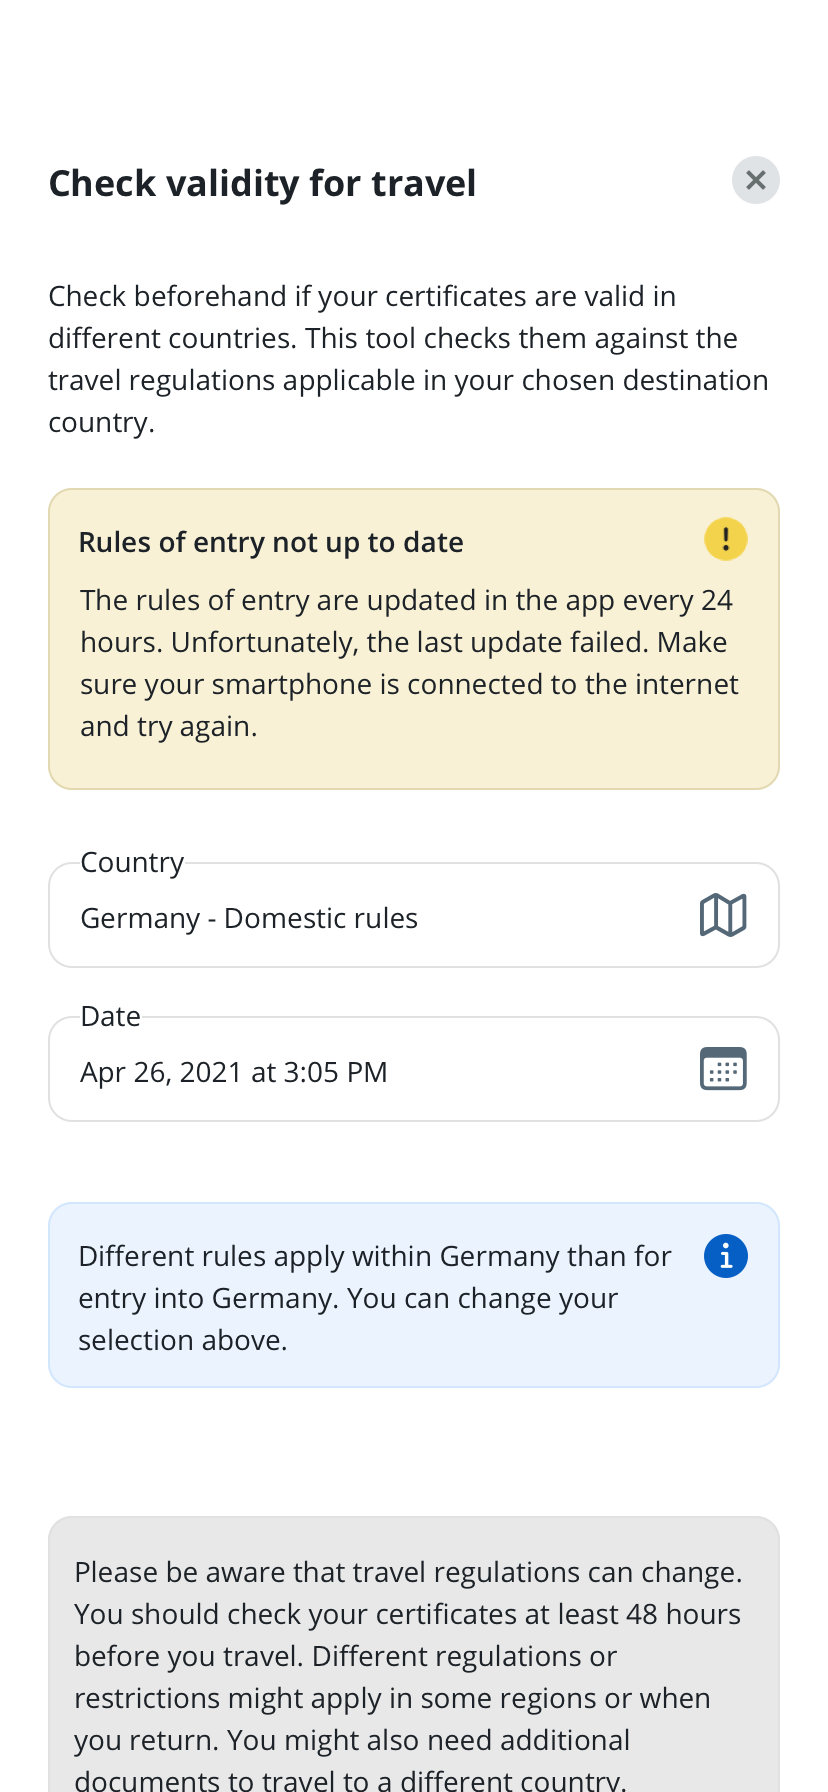 Check validity for travel
Check beforehand if your certificates are valid in
different countries. This tool checks them against the
travel regulations applicable in your chosen destination
country.
Rules of entry not up to date
The rules of entry are updated in the app every 24
hours. Unfortunately, the last update failed. Make
sure your smartphone is connected to the internet
and try again.
Country
Germany - Domestic rules
Date
Apr 26, 2021 at 3:05 PM
Different rules apply within Germany than for
entry into Germany. You can change your
selection above.
Please be aware that travel regulations can change.
You should check your certificates at least 48 hours
before you travel. Different regulations or
restrictions might apply in some regions or when
you return. You might also need additional
documents to travel to a different country.